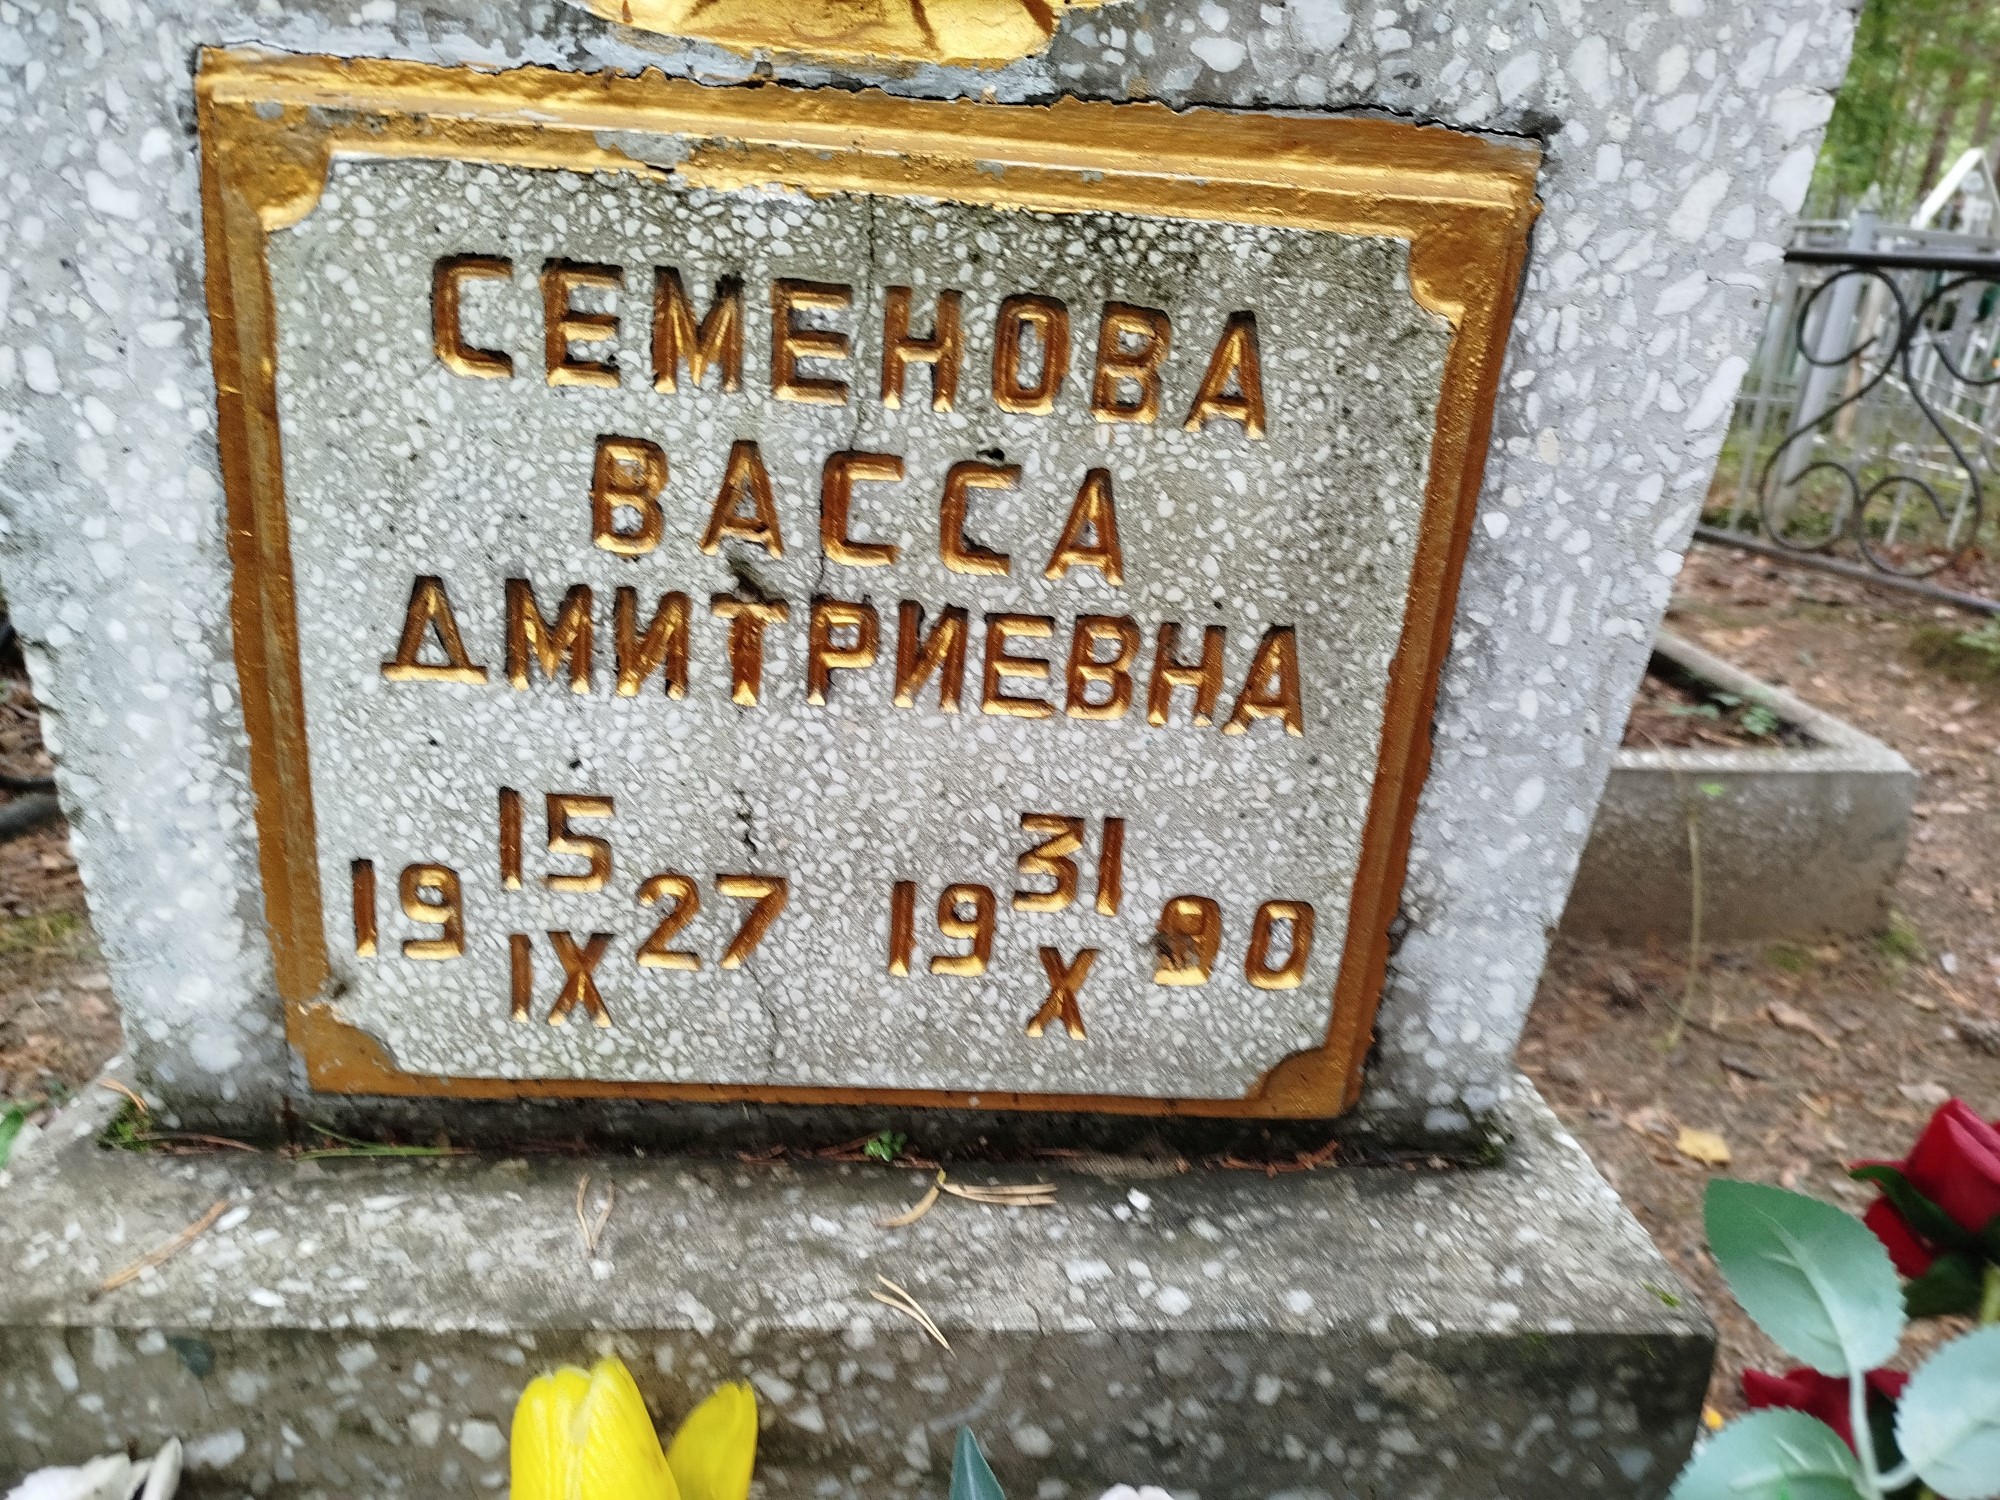 СЕМЕНОВА
ВАССА
ДМИТРИЕВНА
19 15 IX 27 19 31 X 90